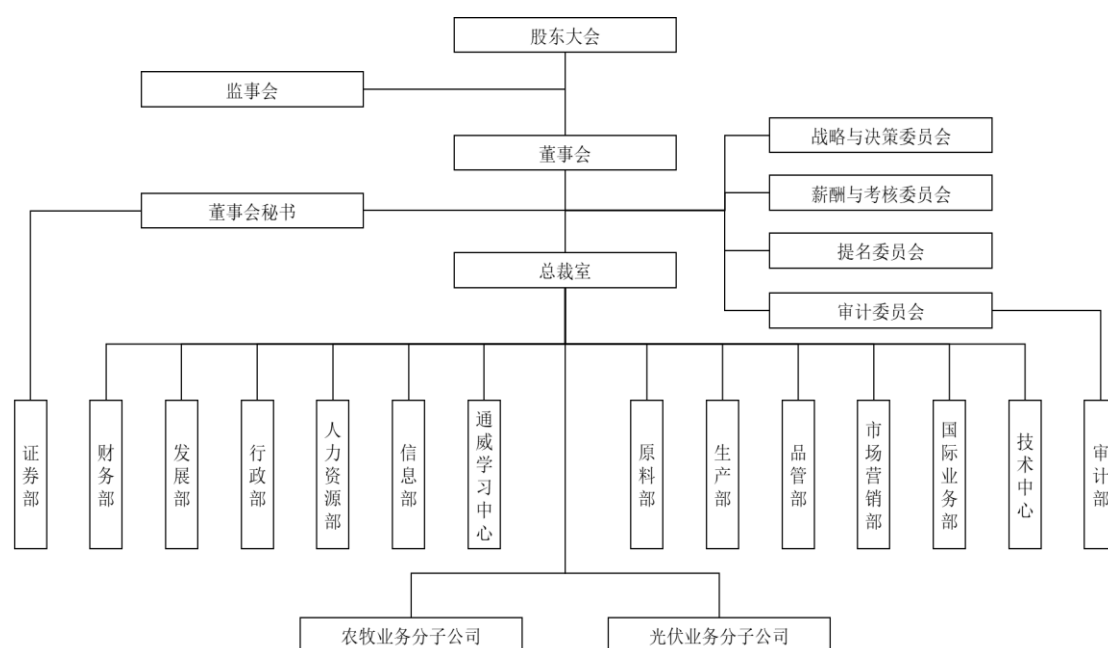 股东大会
监事会
董事会
战略与决策委员会
薪酬与考核委员会
董事会秘书
提名委员会
总裁室
审计委员会
证券部
财务部
发展部
行政部
人力资源部
信息部
通威学习中心
原料部
生产部
品管部
市场营销部
国际业务部
技术中心
审计部
农牧业务分子公司
光伏业务分子公司